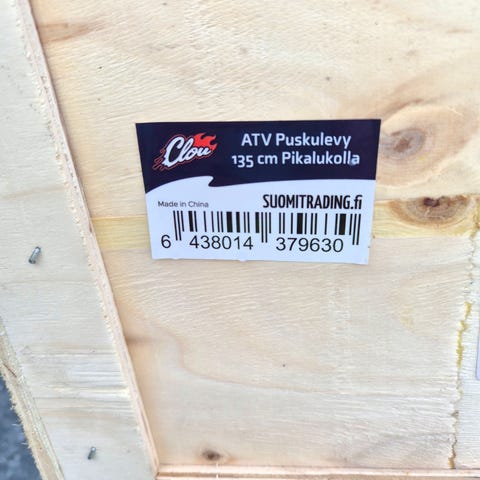 Clou
ATV Puskulevy
135 cm Pikalukolla
Made in China
SUOMITRADING.fi
6 438014 379630